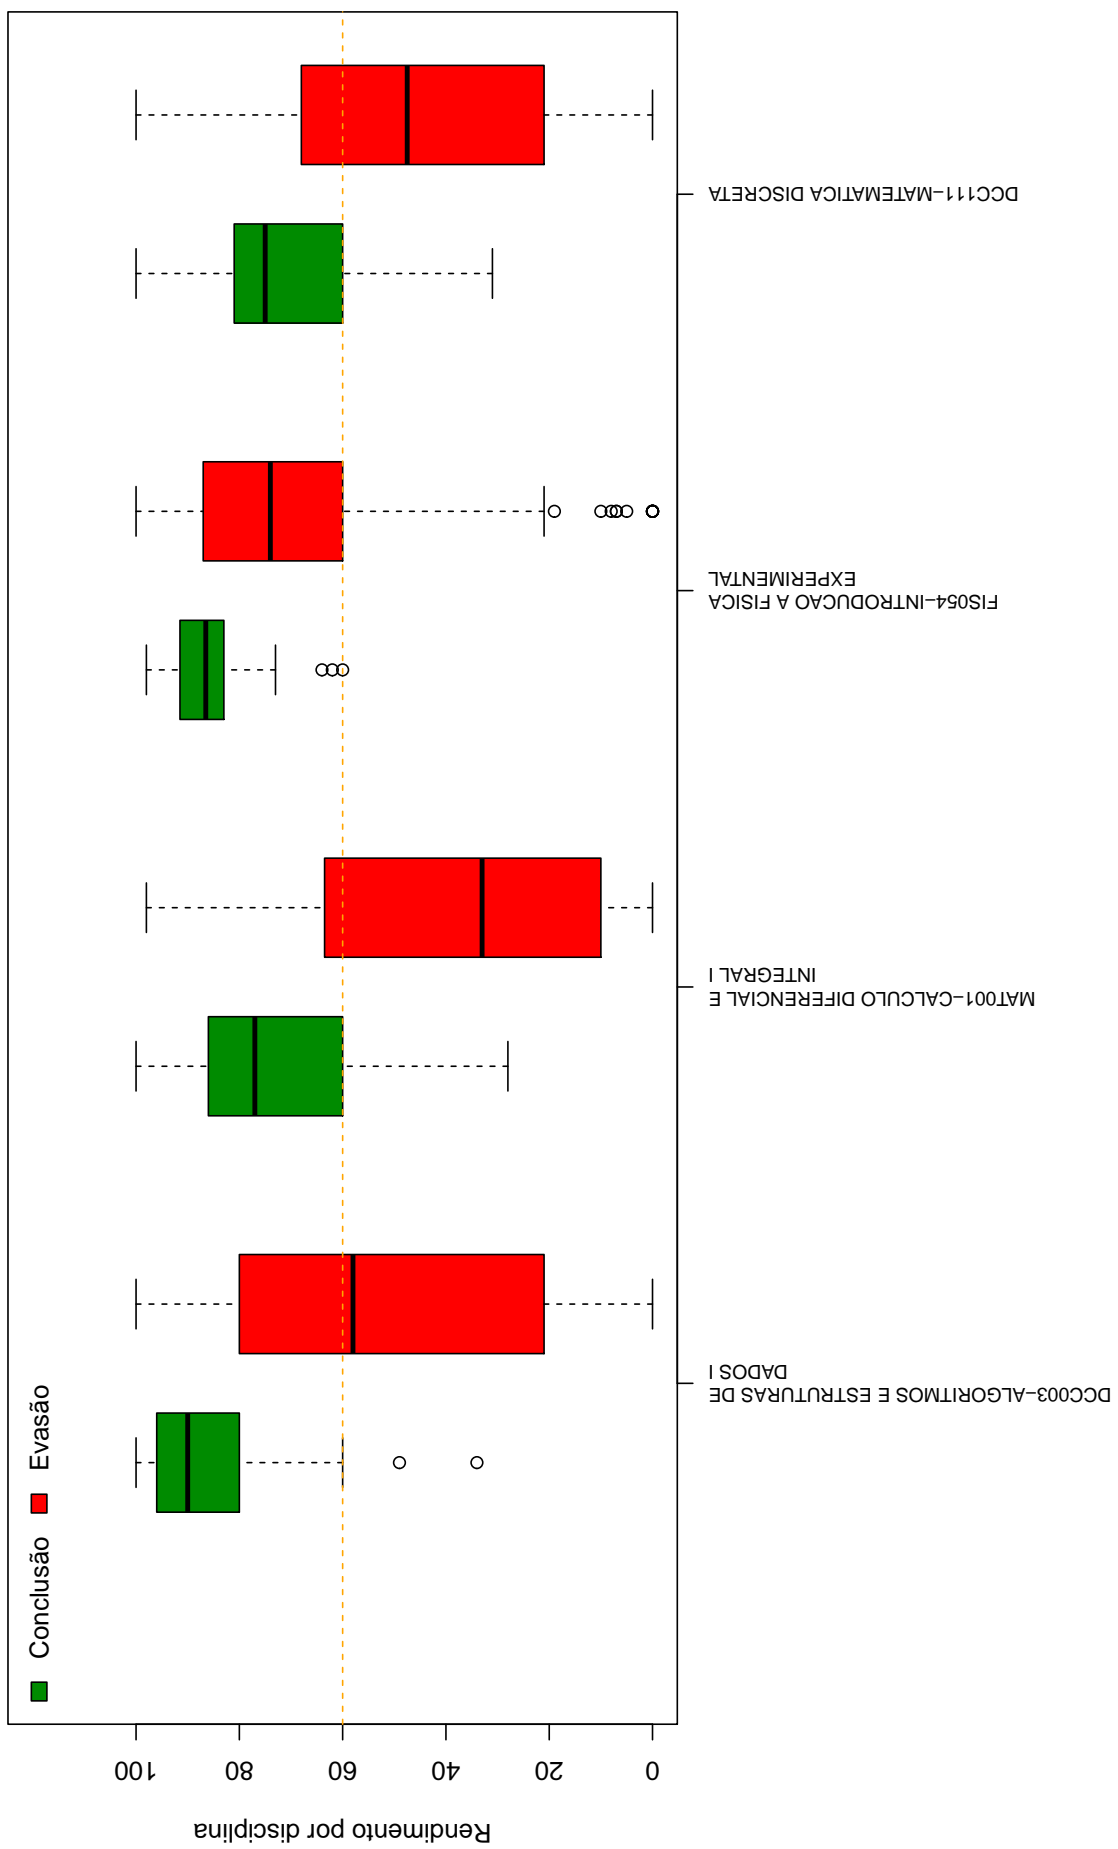 Conclusão
Evasão
Rendimento por disciplina
0
20
40
60
80
100
DCC003−ALGORITMOS E ESTRUTURAS DE
DADOS I
MAT001−CALCULO DIFERENCIAL E
INTEGRAL I
FIS054−INTRODUCAO A FISICA
EXPERIMENTAL
DCC111−MATEMATICA DISCRETA